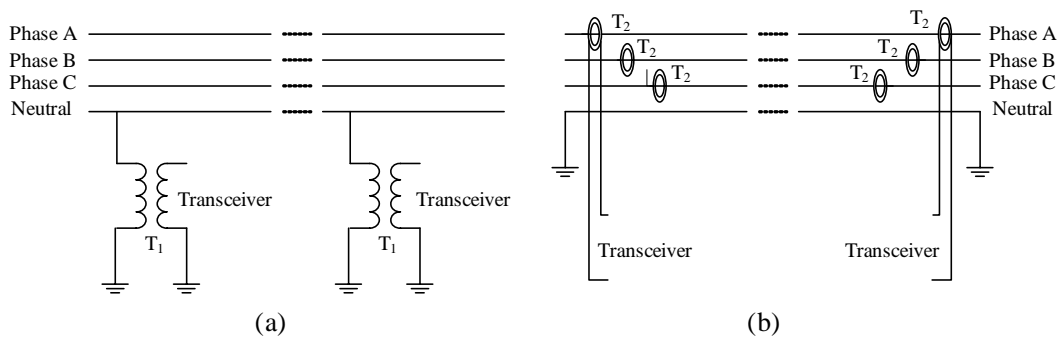 Phase A
Phase B
Phase C
Neutral
Transceiver
T1
Transceiver
T1
(a)
T2
T2
T2
T2
T2
T2
Phase A
Phase B
Phase C
Neutral
Transceiver
Transceiver
(b)